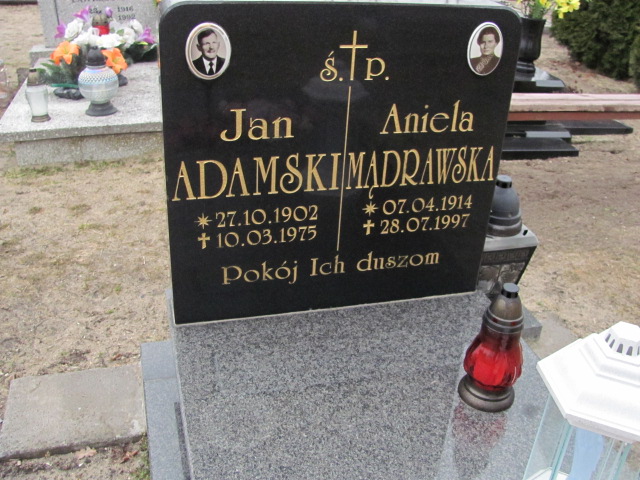 ś. p.
Jan
ADAMSKI
* 27.10.1902
† 10.03.1975
Aniela
MĄDRAWSKA
* 07.04.1914
† 28.07.1997
Pokój Ich duszom